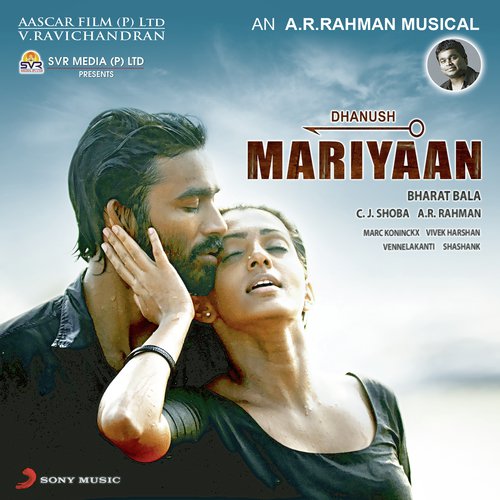 AASCAR FILM (P) LTD
V.RAVICHANDRAN
SVR
SVR MEDIA (P) LTD
PRESENTS
AN A.R.RAHMAN MUSICAL
DHANUSH
MARIYAAN
BHARAT BALA
C. J. SHOBA A.R. RAHMAN
MARC KONINCKX VIVEK HARSHAN
VENNELAKANTI SHASHANK
SONY MUSIC